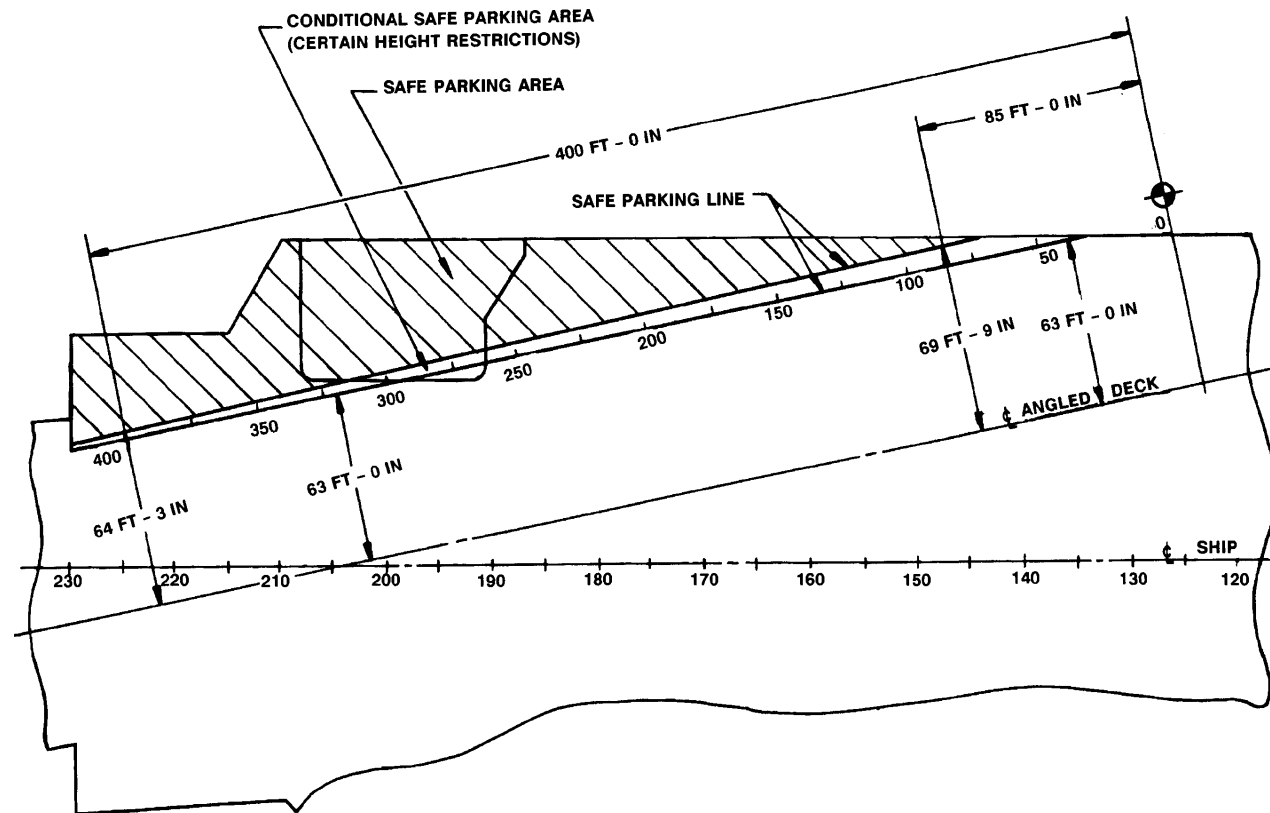 CONDITIONAL SAFE PARKING AREA
(CERTAIN HEIGHT RESTRICTIONS)
SAFE PARKING AREA
85 FT – 0 IN
400 FT – 0 IN
SAFE PARKING LINE
0
50
100
150
200
250
300
350
400
69 FT – 9 IN
63 FT – 0 IN
℄ ANGLED DECK
63 FT – 0 IN
64 FT – 3 IN
℄ SHIP
230 220 210 200 190 180 170 160 150 140 130 120